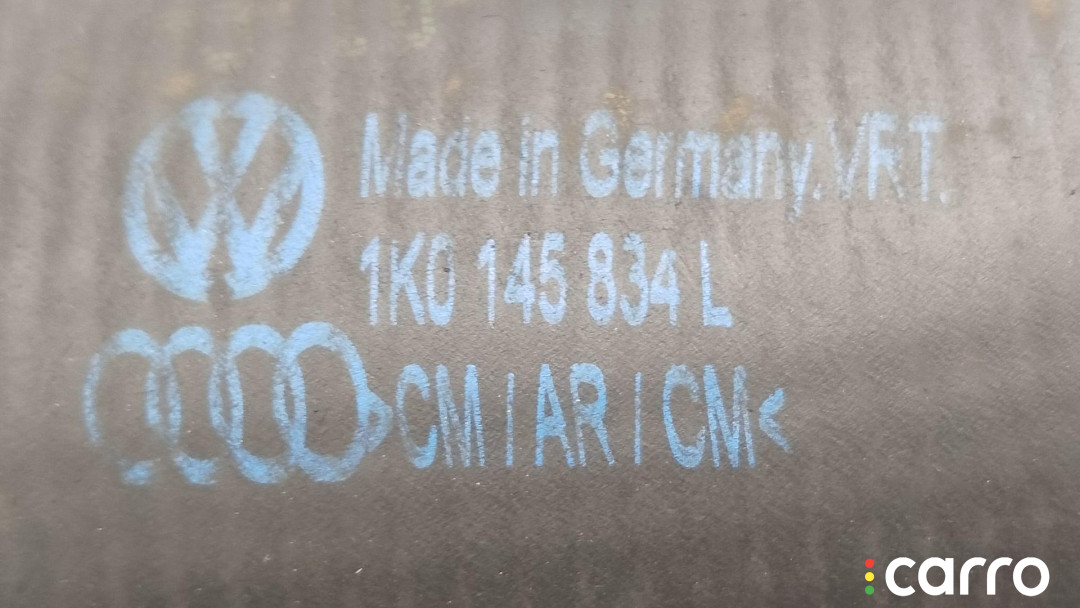 Made in Germany.VRT.
1K0 145 834 L
>CM/AR/CM<
carro